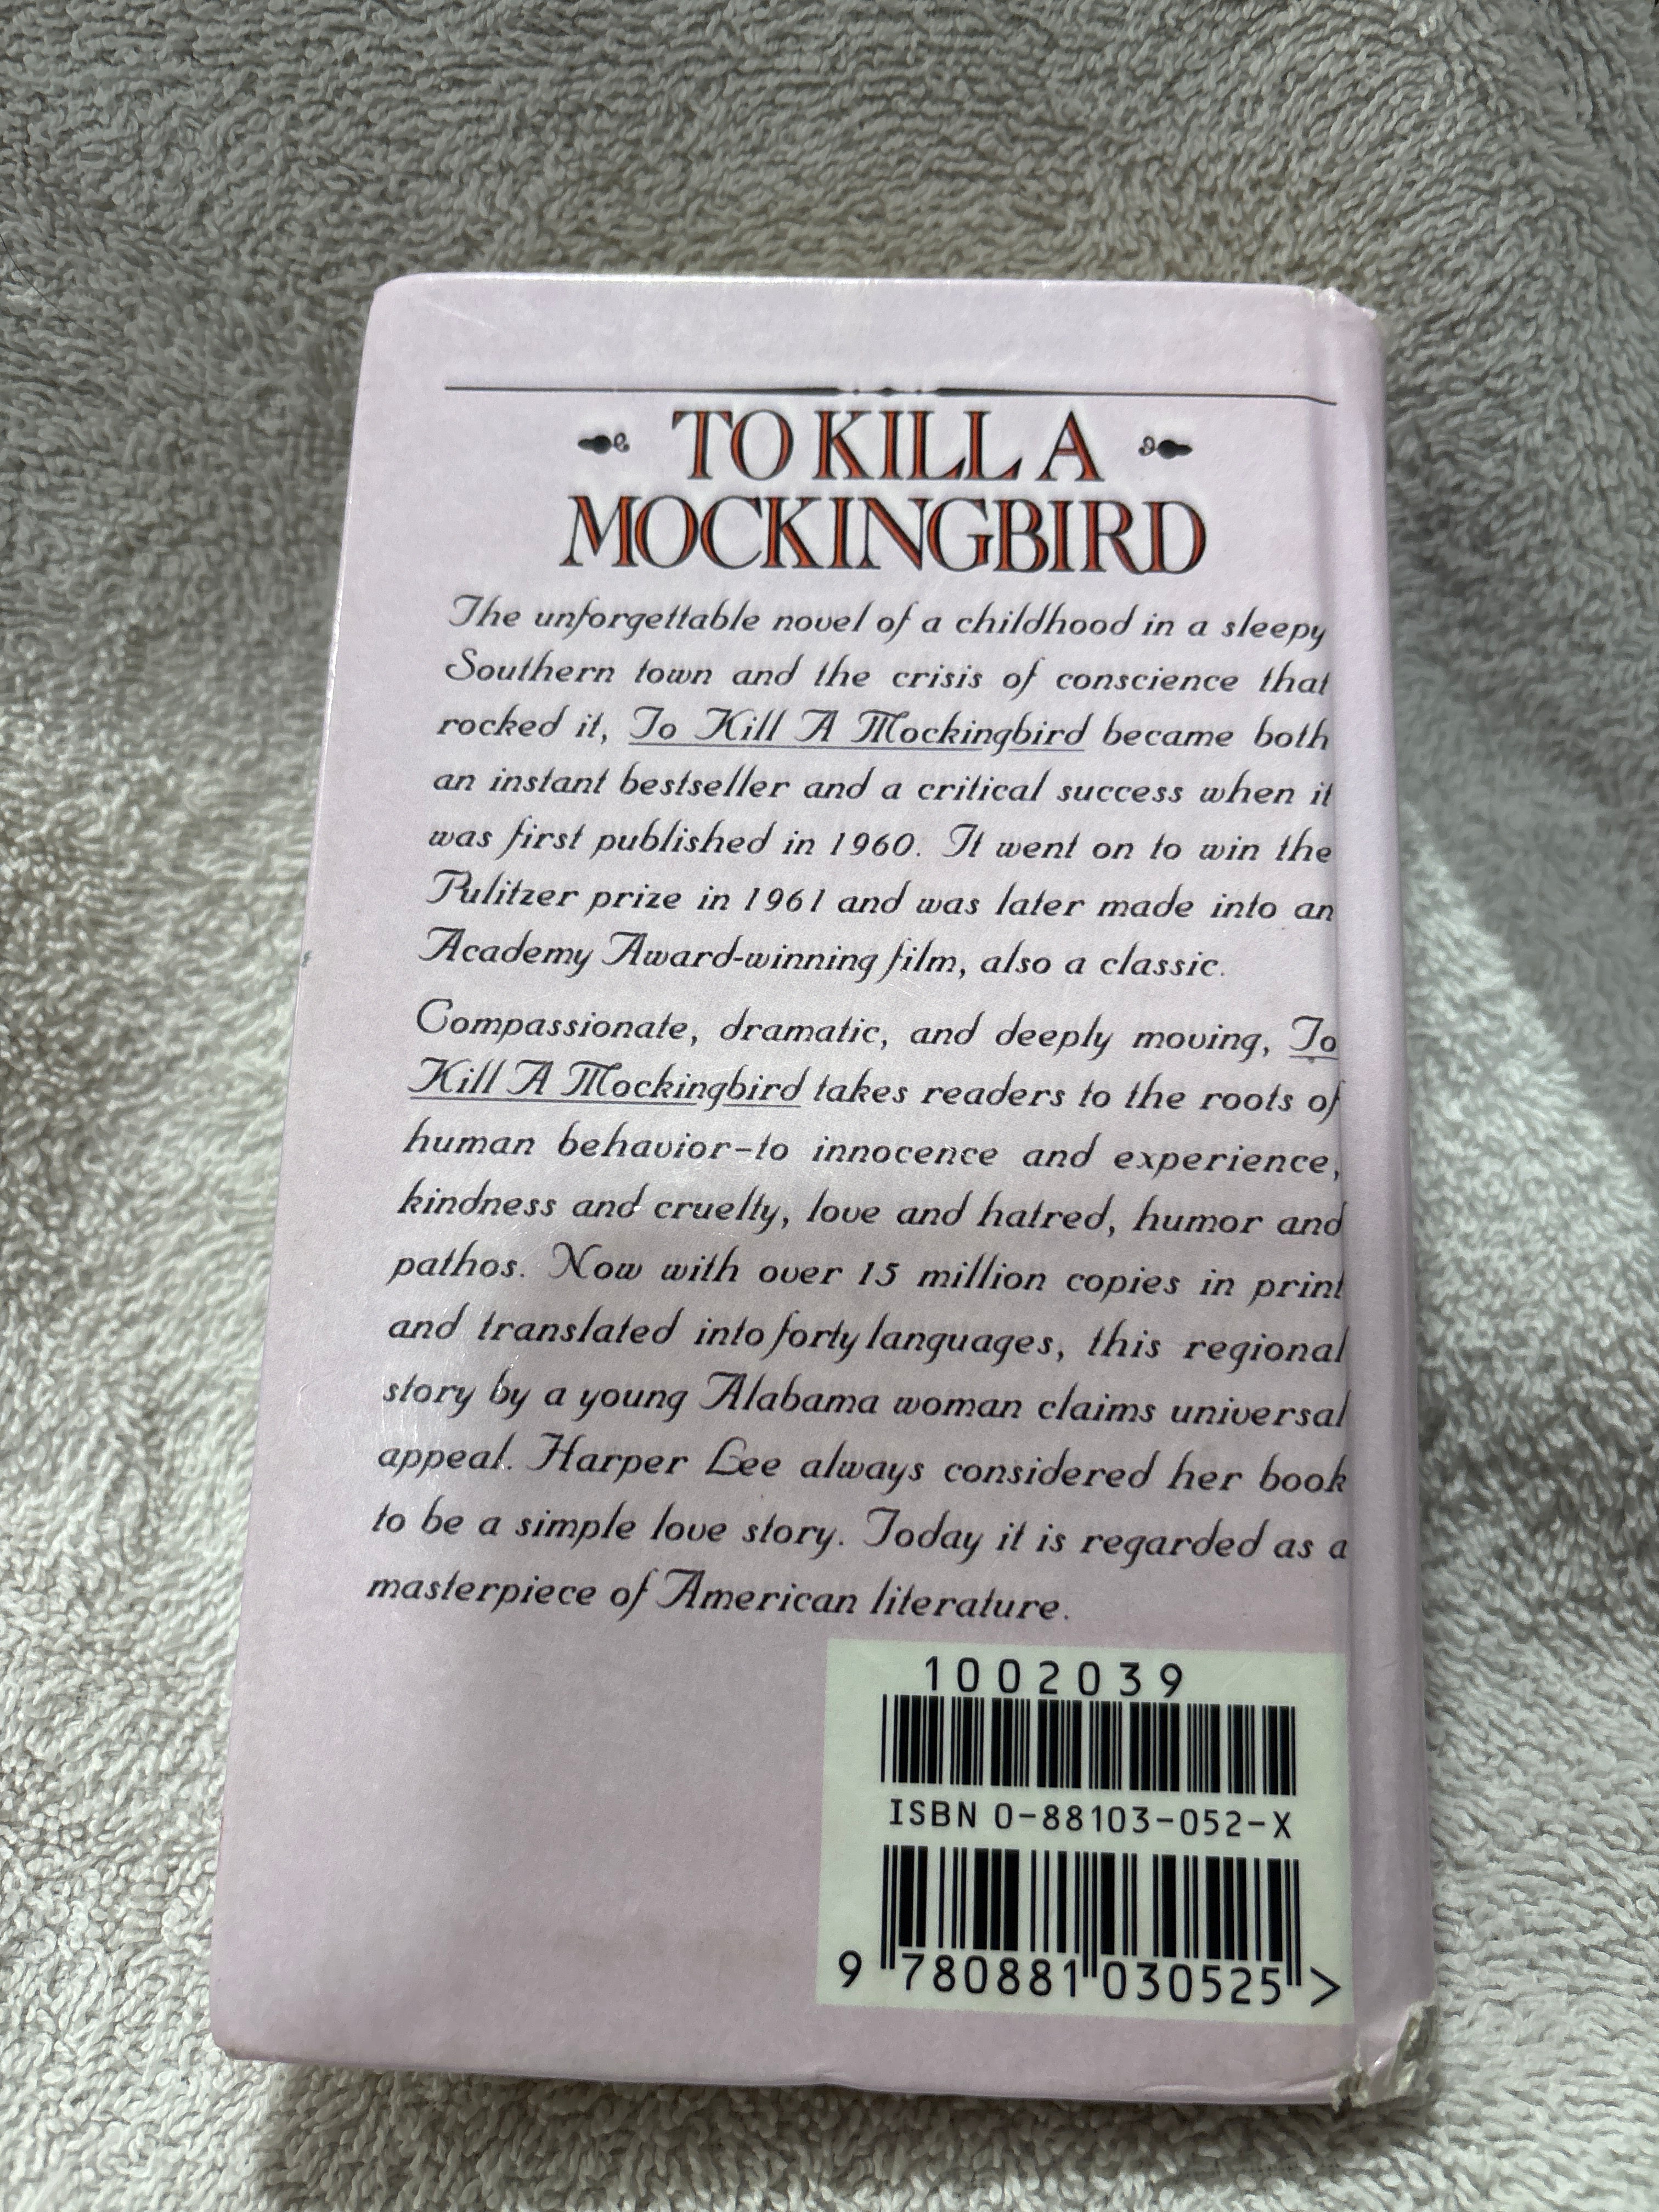 TO KILL A
MOCKINGBIRD
The unforgettable novel of a childhood in a sleepy
Southern town and the crisis of conscience that
rocked it, To Kill A Mockingbird became both
an instant bestseller and a critical success when it
was first published in 1960. It went on to win the
Pulitzer prize in 1961 and was later made into an
Academy Award-winning film, also a classic.
Compassionate, dramatic, and deeply moving, To
Kill A Mockingbird takes readers to the roots of
human behavior-to innocence and experience,
kindness and cruelty, love and hatred, humor and
pathos. Now with over 15 million copies in print
and translated into forty languages, this regional
story by a young Alabama woman claims universal
appeal. Harper Lee always considered her book
to be a simple love story. Today it is regarded as a
masterpiece of American literature.
1002039
ISBN 0-88103-052-X
9 780881 030525 >